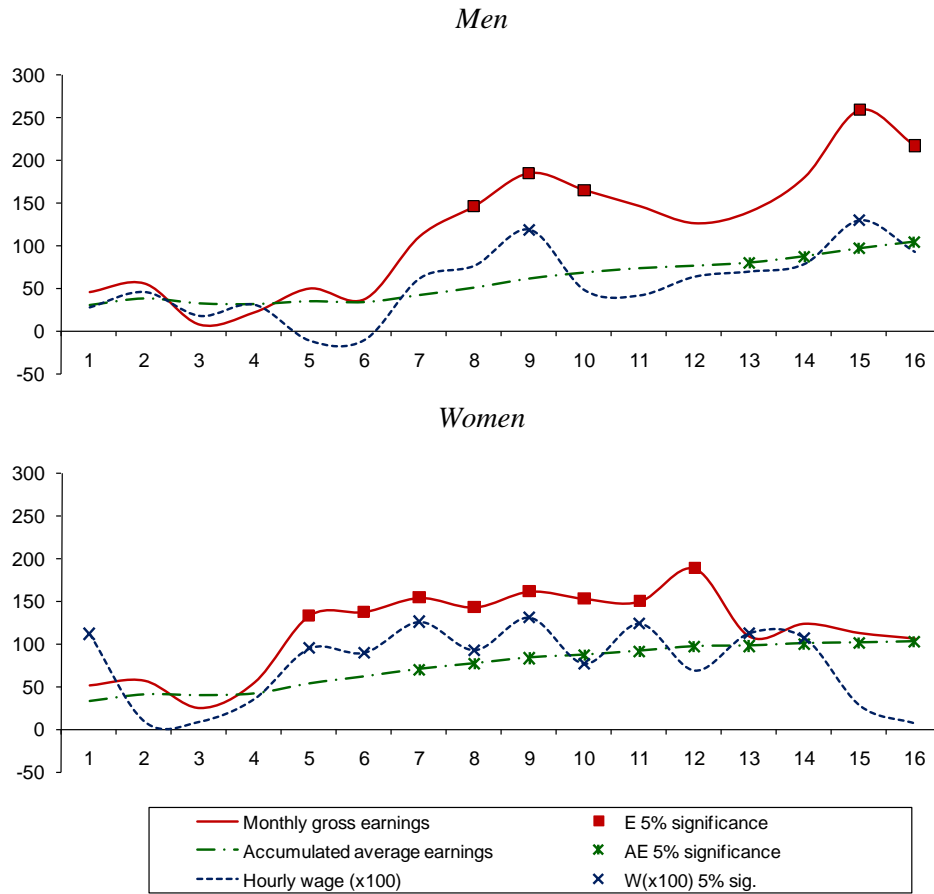 Men
300
250
200
150
100
50
0
-50
1 2 3 4 5 6 7 8 9 10 11 12 13 14 15 16
Women
300
250
200
150
100
50
0
-50
1 2 3 4 5 6 7 8 9 10 11 12 13 14 15 16
Monthly gross earnings E 5% significance
Accumulated average earnings AE 5% significance
Hourly wage (x100) W(x100) 5% sig.